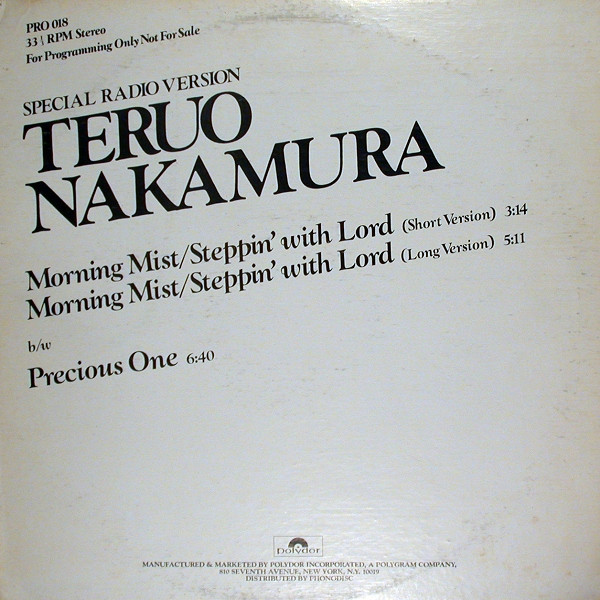 PRO 018
33⅓ RPM Stereo
For Programming Only Not For Sale
SPECIAL RADIO VERSION
TERUO
NAKAMURA
Morning Mist/Steppin' with Lord (Short Version) 3:14
Morning Mist/Steppin' with Lord (Long Version) 5:11
b/w
Precious One 6:40
polydor
MANUFACTURED & MARKETED BY POLYDOR INCORPORATED, A POLYGRAM COMPANY,
810 SEVENTH AVENUE, NEW YORK, N.Y. 10019
DISTRIBUTED BY PHONODISC